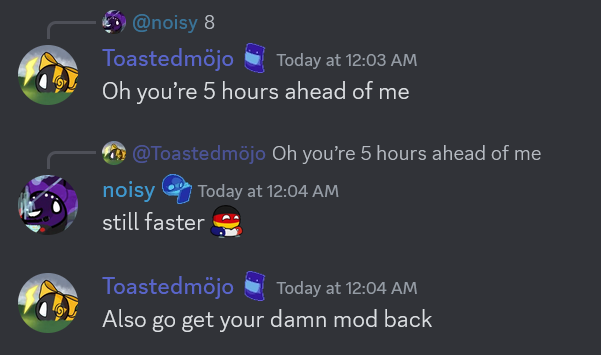 @noisy 8
Toastedmöjo Today at 12:03 AM
Oh you’re 5 hours ahead of me
@Toastedmöjo Oh you’re 5 hours ahead of me
noisy Today at 12:04 AM
still faster
Toastedmöjo Today at 12:04 AM
Also go get your damn mod back